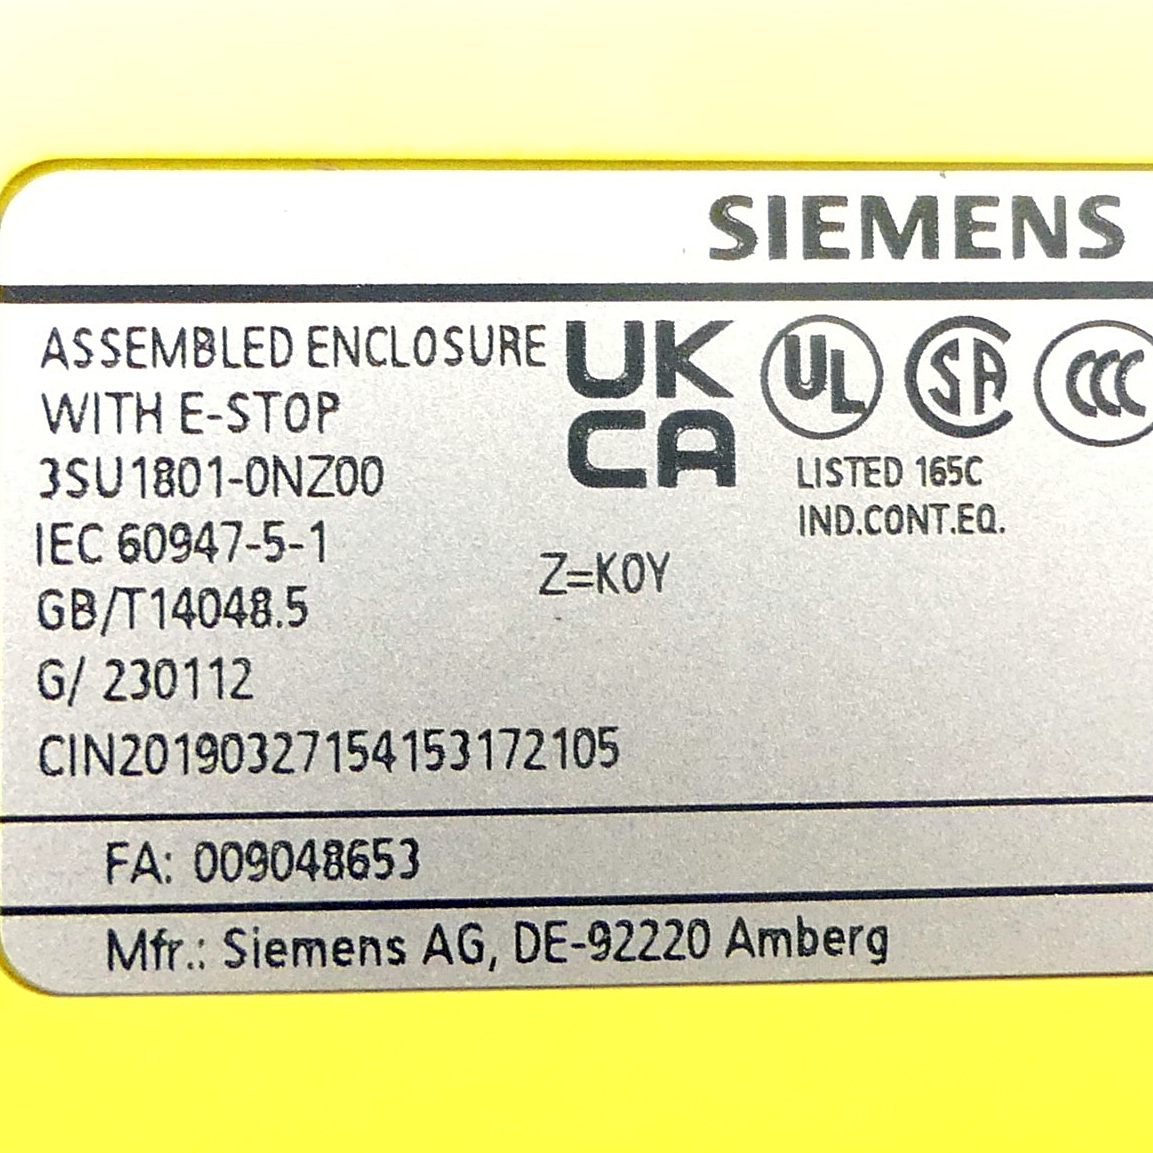 SIEMENS
ASSEMBLED ENCLOSURE
WITH E-STOP
3SU1801-0NZ00
IEC 60947-5-1
GB/T14048.5
G/ 230112
CIN20190327154153172105
UK
CA
UL
SA
CCC
LISTED 165C
IND.CONT.EQ.
Z=K0Y
FA: 009048653
Mfr.: Siemens AG, DE-92220 Amberg